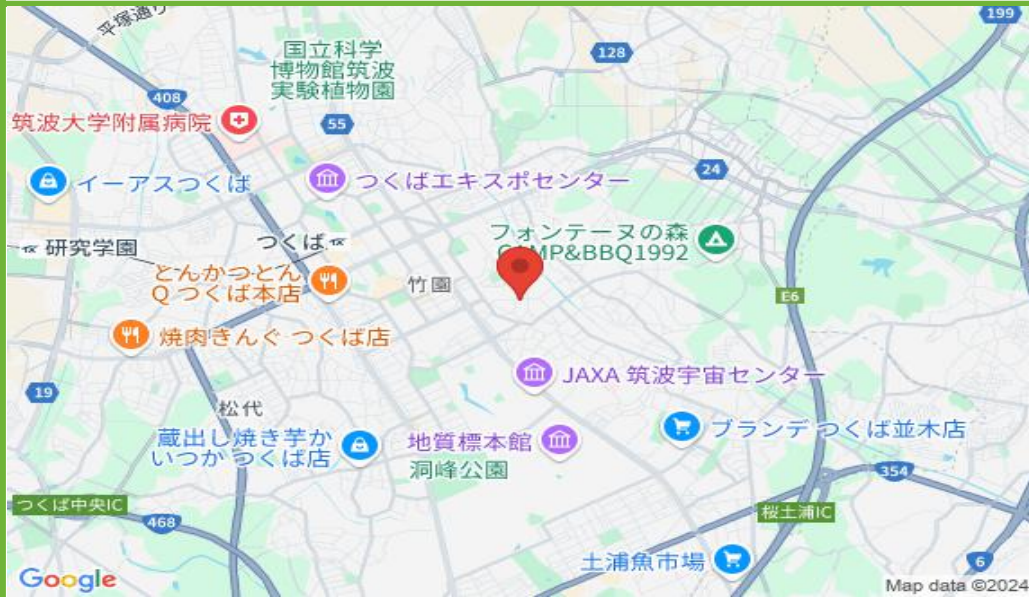 平塚通り
199
国立科学
博物館筑波
実験植物園
128
408
筑波大学附属病院
55
24
イーアスつくば
つくばエキスポセンター
研究学園
つくば
フォンテーヌの森
CAMP&BBQ1992
とんかつとん
Q つくば本店
竹園
E6
焼肉きんぐ つくば店
JAXA 筑波宇宙センター
19
松代
蔵出し焼き芋か
いつか つくば店
地質標本館
洞峰公園
ブランデ つくば並木店
354
つくば中央IC
468
桜土浦IC
土浦魚市場
6
Google
Map data ©2024